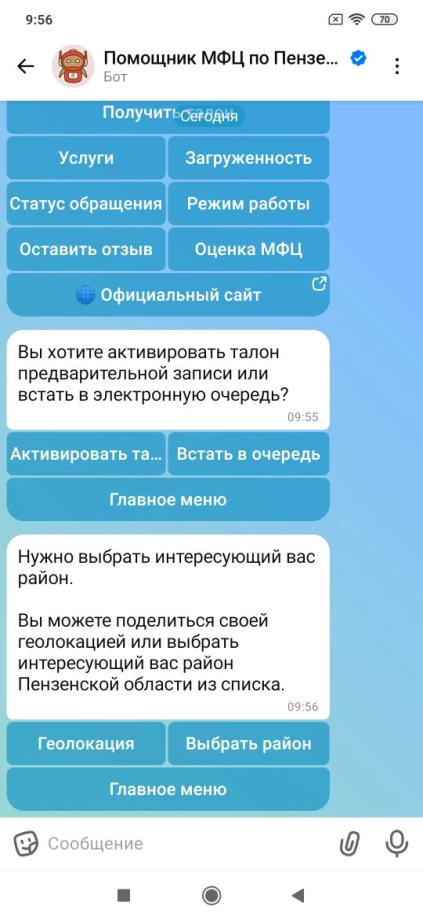 9:56
70
Помощник МФЦ по Пензе...
Бот
Получить талон
Сегодня
Услуги
Загруженность
Статус обращения
Режим работы
Оставить отзыв
Оценка МФЦ
Официальный сайт
Вы хотите активировать талон
предварительной записи или
встать в электронную очередь?
09:55
Активировать та...
Встать в очередь
Главное меню
Нужно выбрать интересующий вас
район.
Вы можете поделиться своей
геолокацией или выбрать
интересующий вас район
Пензенской области из списка.
09:56
Геолокация
Выбрать район
Главное меню
Сообщение